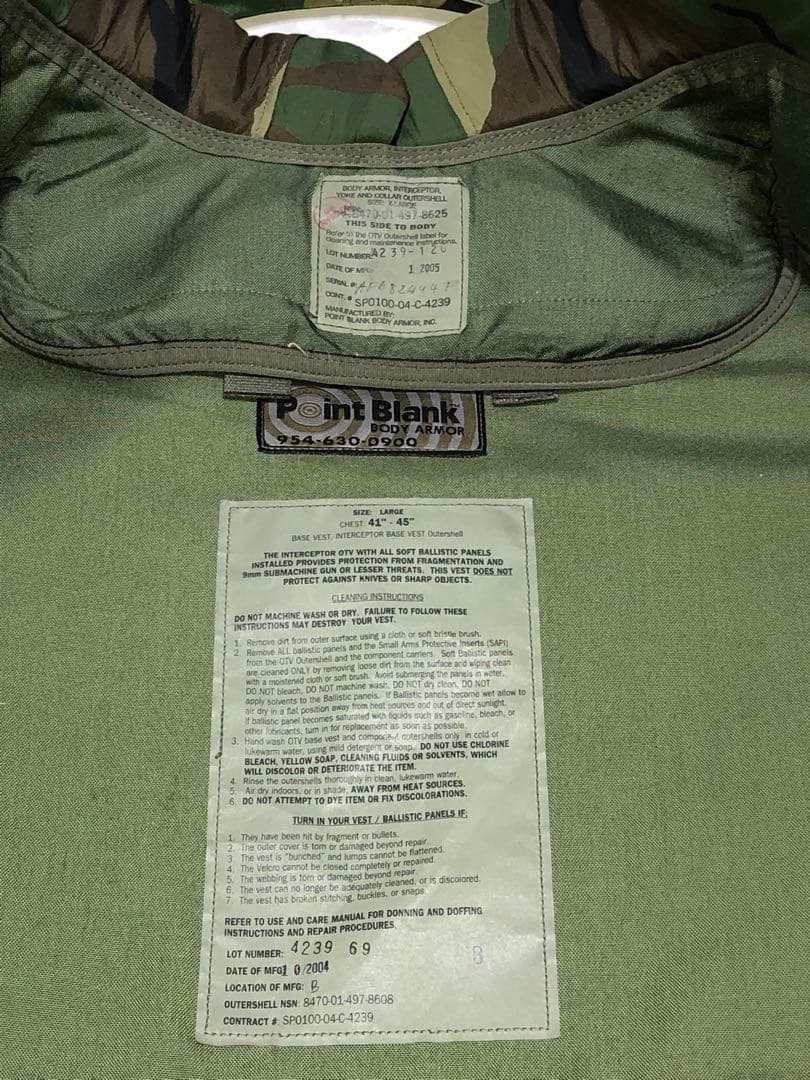 BODY ARMOR, INTERCEPTOR,
YOKE AND COLLAR OUTERSHELL
SIZE: X-LARGE
NSN: 8470-01-497-8625
THIS SIDE TO BODY
Refer to the OTV Outershell label for
cleaning and maintenance instructions.
LOT NUMBER: 4239-12
DATE OF MFG 1 2005
SERIAL #:
CONT. # SP0100-04-C-4239
MANUFACTURED BY:
POINT BLANK BODY ARMOR, INC.
Point Blank™
BODY ARMOR
954-630-0900
SIZE: LARGE
CHEST: 41" - 45"
BASE VEST, INTERCEPTOR BASE VEST Outershell
THE INTERCEPTOR OTV WITH ALL SOFT BALLISTIC PANELS
INSTALLED PROVIDES PROTECTION FROM FRAGMENTATION AND
9mm SUBMACHINE GUN OR LESSER THREATS. THIS VEST DOES NOT
PROTECT AGAINST KNIVES OR SHARP OBJECTS.
CLEANING INSTRUCTIONS
DO NOT MACHINE WASH OR DRY. FAILURE TO FOLLOW THESE
INSTRUCTIONS MAY DESTROY YOUR VEST.
1. Remove dirt from outer surface using a cloth or soft bristle brush.
2. Remove ALL ballistic panels and the Small Arms Protective Inserts (SAPI)
from the OTV Outershell and the component carriers. Soft Ballistic panels
are cleaned ONLY by removing loose dirt from the surface and wiping clean
with a moistened cloth or soft brush. Avoid submerging the panels in water.
DO NOT bleach, DO NOT machine wash, DO NOT dry clean, DO NOT
apply solvents to the Ballistic panels. If Ballistic panels become wet allow to
air dry in a flat position away from heat sources and out of direct sunlight.
If ballistic panel becomes saturated with liquids such as gasoline, bleach, or
other lubricants, turn in for replacement as soon as possible.
3. Hand wash OTV base vest and component outershells only in cold or
lukewarm water, using mild detergent or soap. DO NOT USE CHLORINE
BLEACH, YELLOW SOAP, CLEANING FLUIDS OR SOLVENTS, WHICH
WILL DISCOLOR OR DETERIORATE THE ITEM.
4. Rinse the outershells thoroughly in clean, lukewarm water.
5. Air dry indoors, or in shade, AWAY FROM HEAT SOURCES.
6. DO NOT ATTEMPT TO DYE ITEM OR FIX DISCOLORATIONS.
TURN IN YOUR VEST / BALLISTIC PANELS IF:
1. They have been hit by fragment or bullets.
2. The outer cover is torn or damaged beyond repair.
3. The vest is "bunched" and lumps cannot be flattened.
4. The Velcro cannot be closed completely or repaired.
5. The webbing is torn or damaged beyond repair.
6. The vest can no longer be adequately cleaned, or is discolored.
7. The vest has broken stitching, buckles, or snaps.
REFER TO USE AND CARE MANUAL FOR DONNING AND DOFFING
INSTRUCTIONS AND REPAIR PROCEDURES.
LOT NUMBER: 4239 69 8
DATE OF MFG 10/2004
LOCATION OF MFG: B
OUTERSHELL NSN: 8470-01-497-8608
CONTRACT #: SP0100-04-C-4239